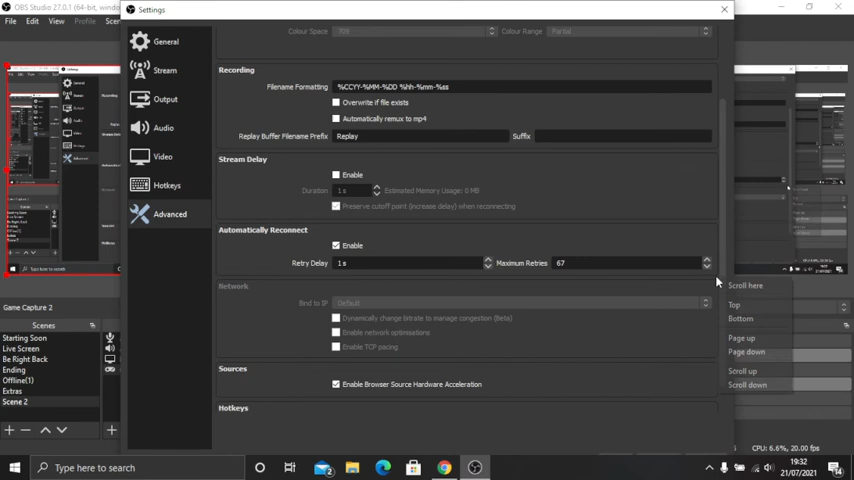 OBS Studio 27.0.1 (64-bit, wind
Settings
File Edit View Profile Scen
General
Stream
Output
Audio
Video
Hotkeys
Advanced
Colour Space 709 Colour Range Partial
Recording
Filename Formatting %CCYY-%MM-%DD %hh-%mm-%ss
Overwrite if file exists
Automatically remux to mp4
Replay Buffer Filename Prefix Replay Suffix
Stream Delay
Enable
Duration 1 s Estimated Memory Usage: 0 MB
Preserve cutoff point (increase delay) when reconnecting
Automatically Reconnect
Enable
Retry Delay 1 s Maximum Retries 67
Network
Bind to IP Default
Dynamically change bitrate to manage congestion (Beta)
Enable network optimisations
Enable TCP pacing
Sources
Enable Browser Source Hardware Acceleration
Hotkeys
Scroll here
Top
Bottom
Page up
Page down
Scroll up
Scroll down
Game Capture 2
Scenes
Starting Soon
Live Screen
Be Right Back
Ending
Offline(1)
Extras
Scene 2
CPU: 6.6%, 20.00 fps
Type here to search
2
19:32
21/07/2021
14